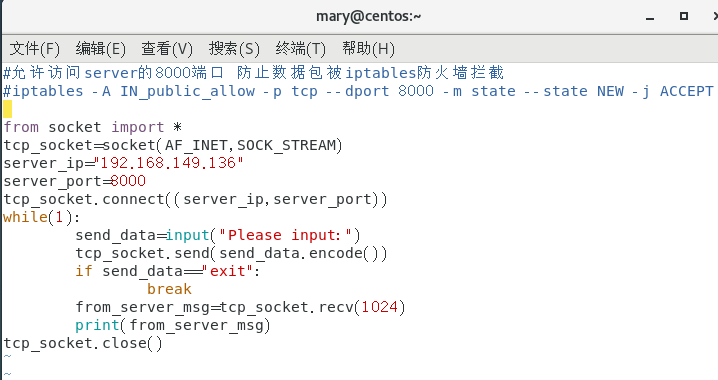 mary@centos:~
文件(F) 编辑(E) 查看(V) 搜索(S) 终端(T) 帮助(H)
#允许访问server的8000端口 防止数据包被iptables防火墙拦截
#iptables -A IN_public_allow -p tcp --dport 8000 -m state --state NEW -j ACCEPT
from socket import *
tcp_socket=socket(AF_INET,SOCK_STREAM)
server_ip="192.168.149.136"
server_port=8000
tcp_socket.connect((server_ip,server_port))
while(1):
        send_data=input("Please input:")
        tcp_socket.send(send_data.encode())
        if send_data=="exit":
                break
        from_server_msg=tcp_socket.recv(1024)
        print(from_server_msg)
tcp_socket.close()
~
~